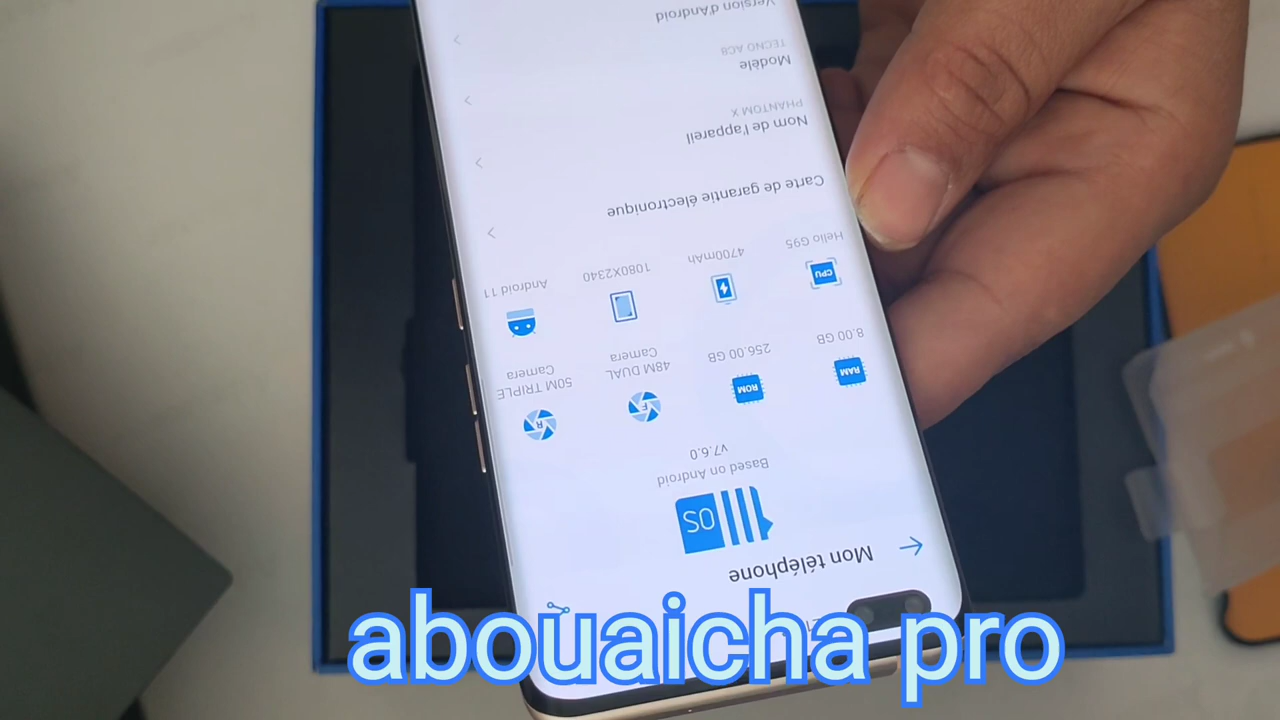 Mon téléphone
OS
Based on Android
v7.6.0
RAM
8.00 GB
ROM
256.00 GB
F
48M DUAL
Camera
R
50M TRIPLE
Camera
CPU
Helio G95
4700mAh
1080X2340
Android 11
Carte de garantie électronique
Nom de l'appareil
PHANTOM X
Modèle
TECNO AC8
Version d'Android
abouaicha pro